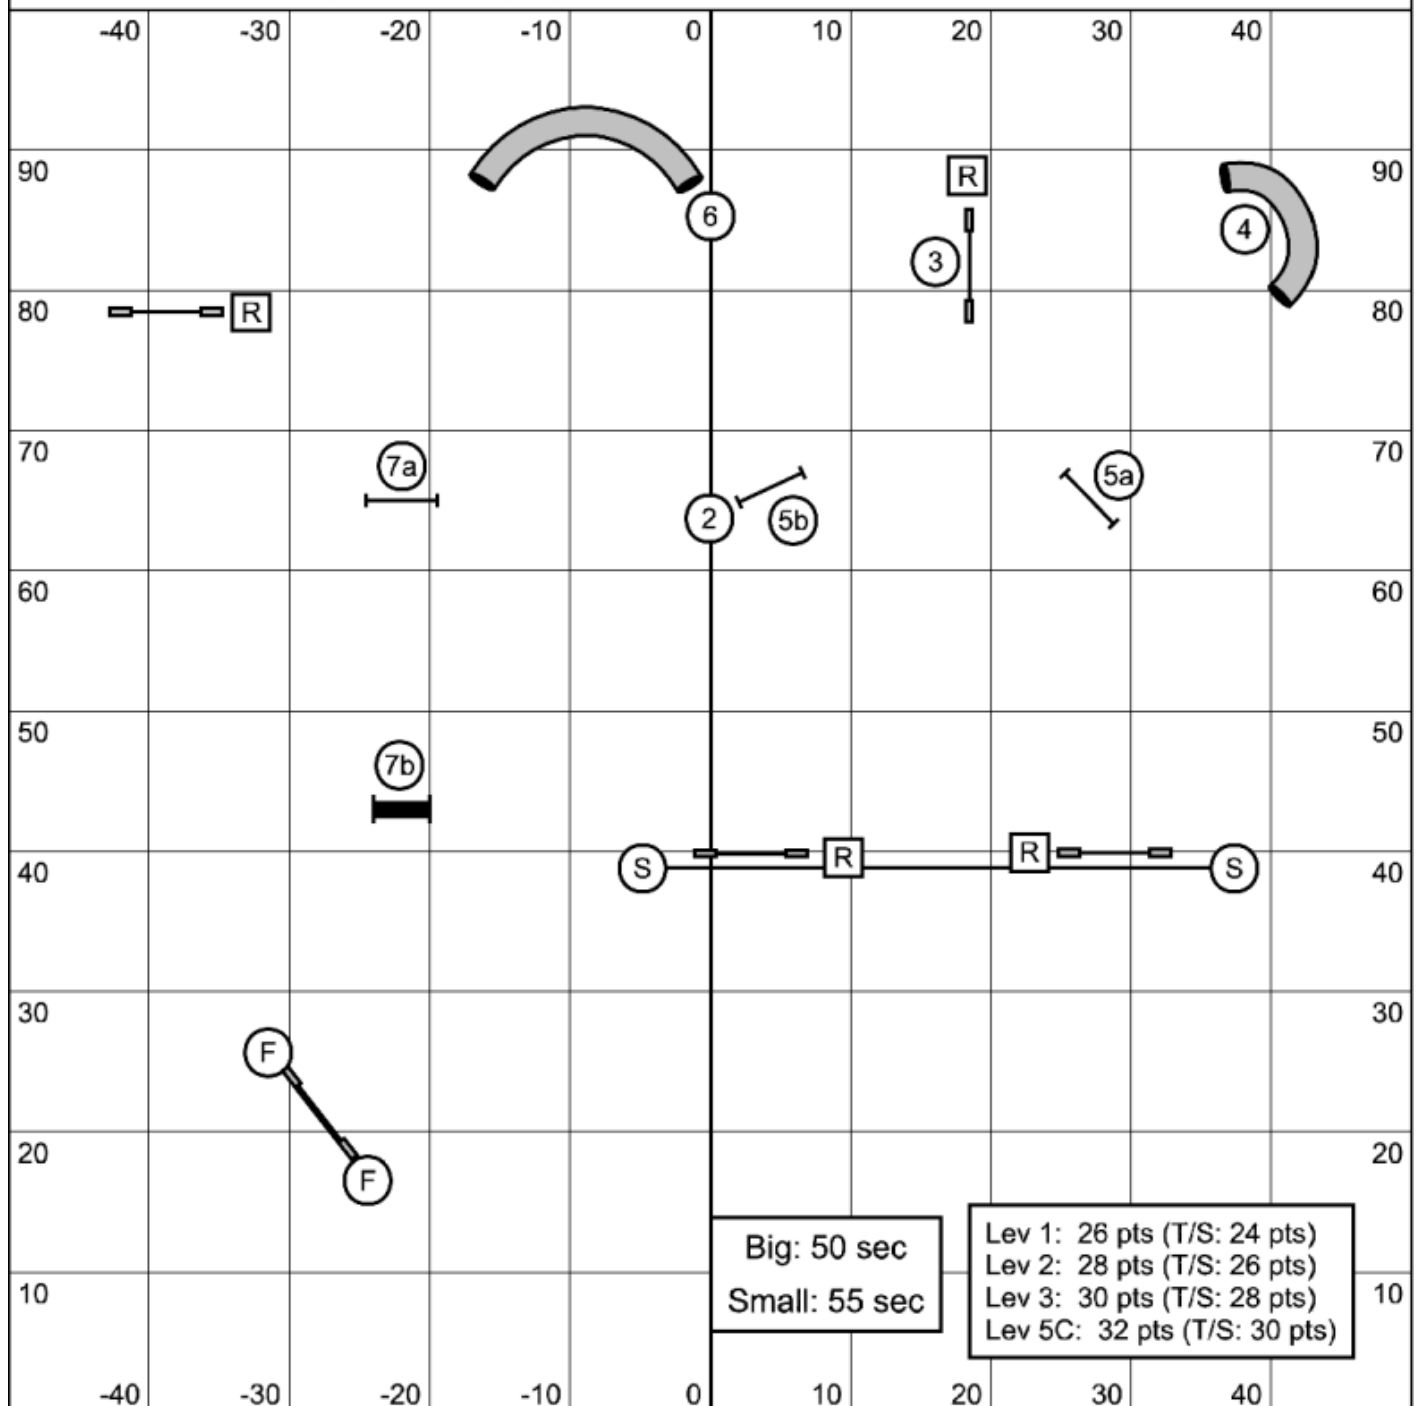 -40 -30 -20 -10 0 10 20 30 40
90 R 90
6 4
3
80 R 80
70 70
7a 5a
2 5b
60 60
50 50
7b
R R
40 S S 40
30 30
F
20 20
F
Big: 50 sec
Small: 55 sec
Lev 1: 26 pts (T/S: 24 pts)
Lev 2: 28 pts (T/S: 26 pts)
Lev 3: 30 pts (T/S: 28 pts)
Lev 5C: 32 pts (T/S: 30 pts)
10 10
-40 -30 -20 -10 0 10 20 30 40